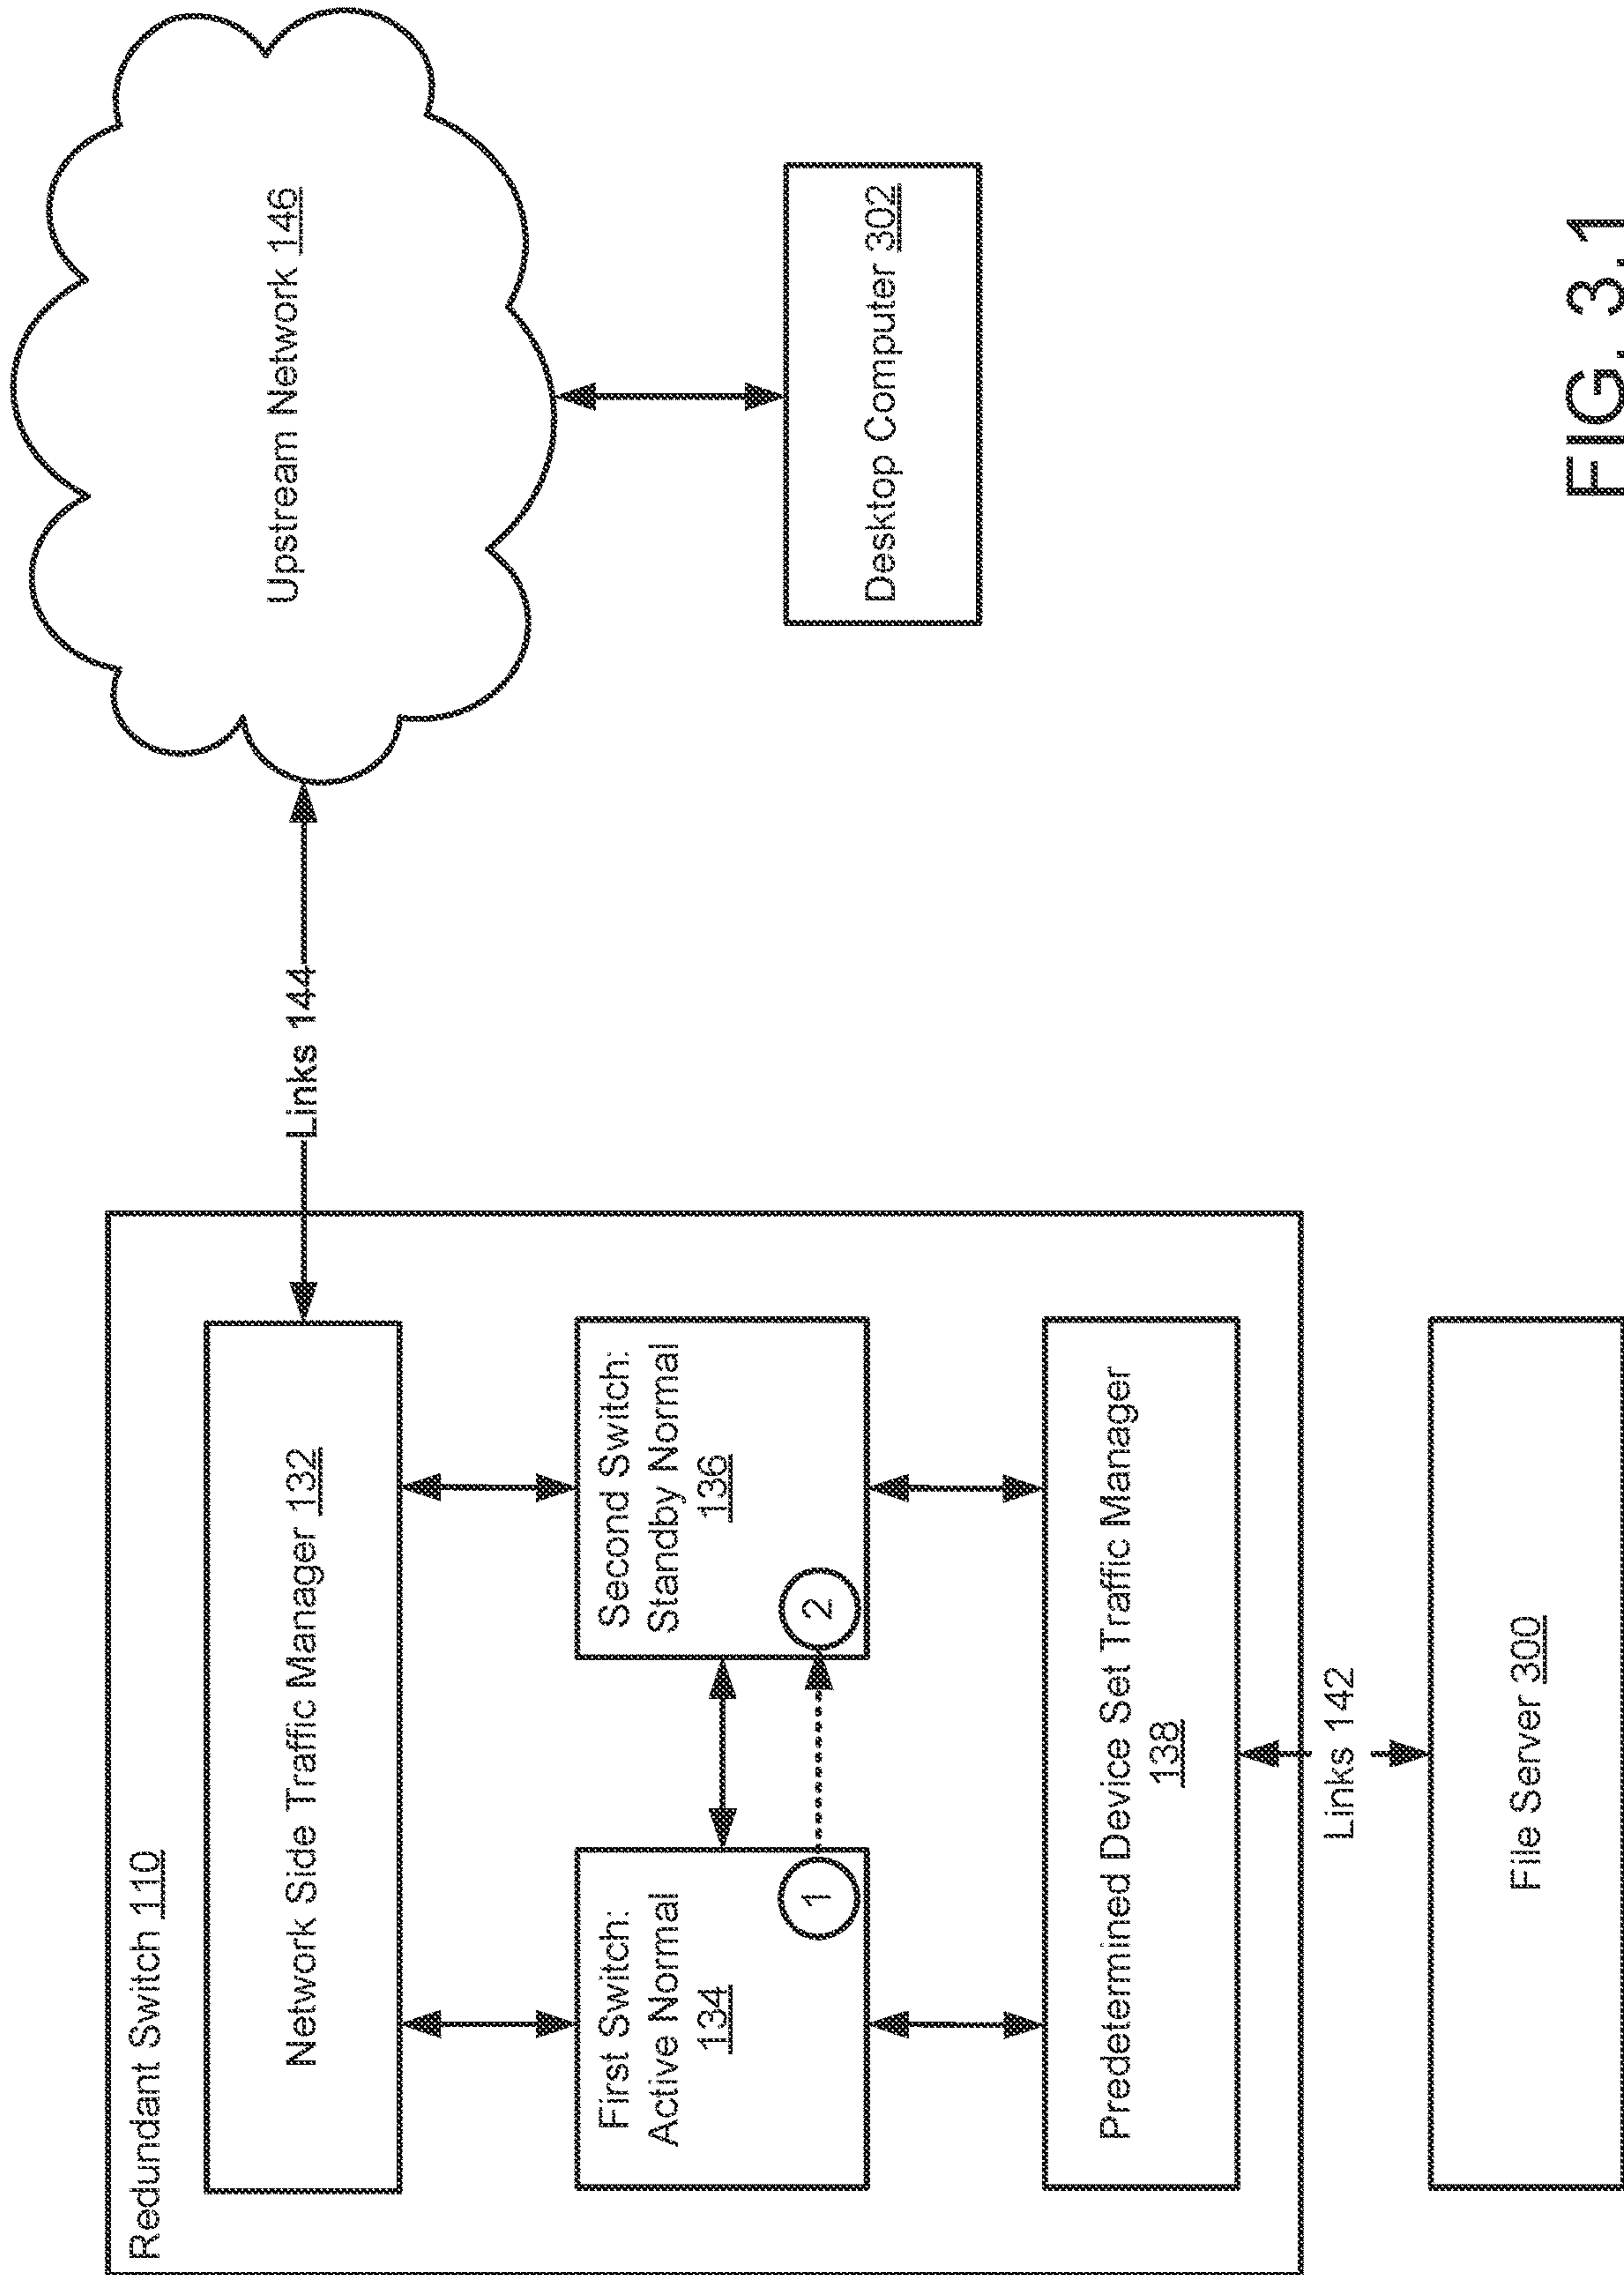 Redundant Switch 110
Network Side Traffic Manager 132
Links 144
Upstream Network 146
First Switch:
Active Normal
134
1
Second Switch:
Standby Normal
136
2
Desktop Computer 302
Predetermined Device Set Traffic Manager
138
Links 142
File Server 300
FIG. 3.1